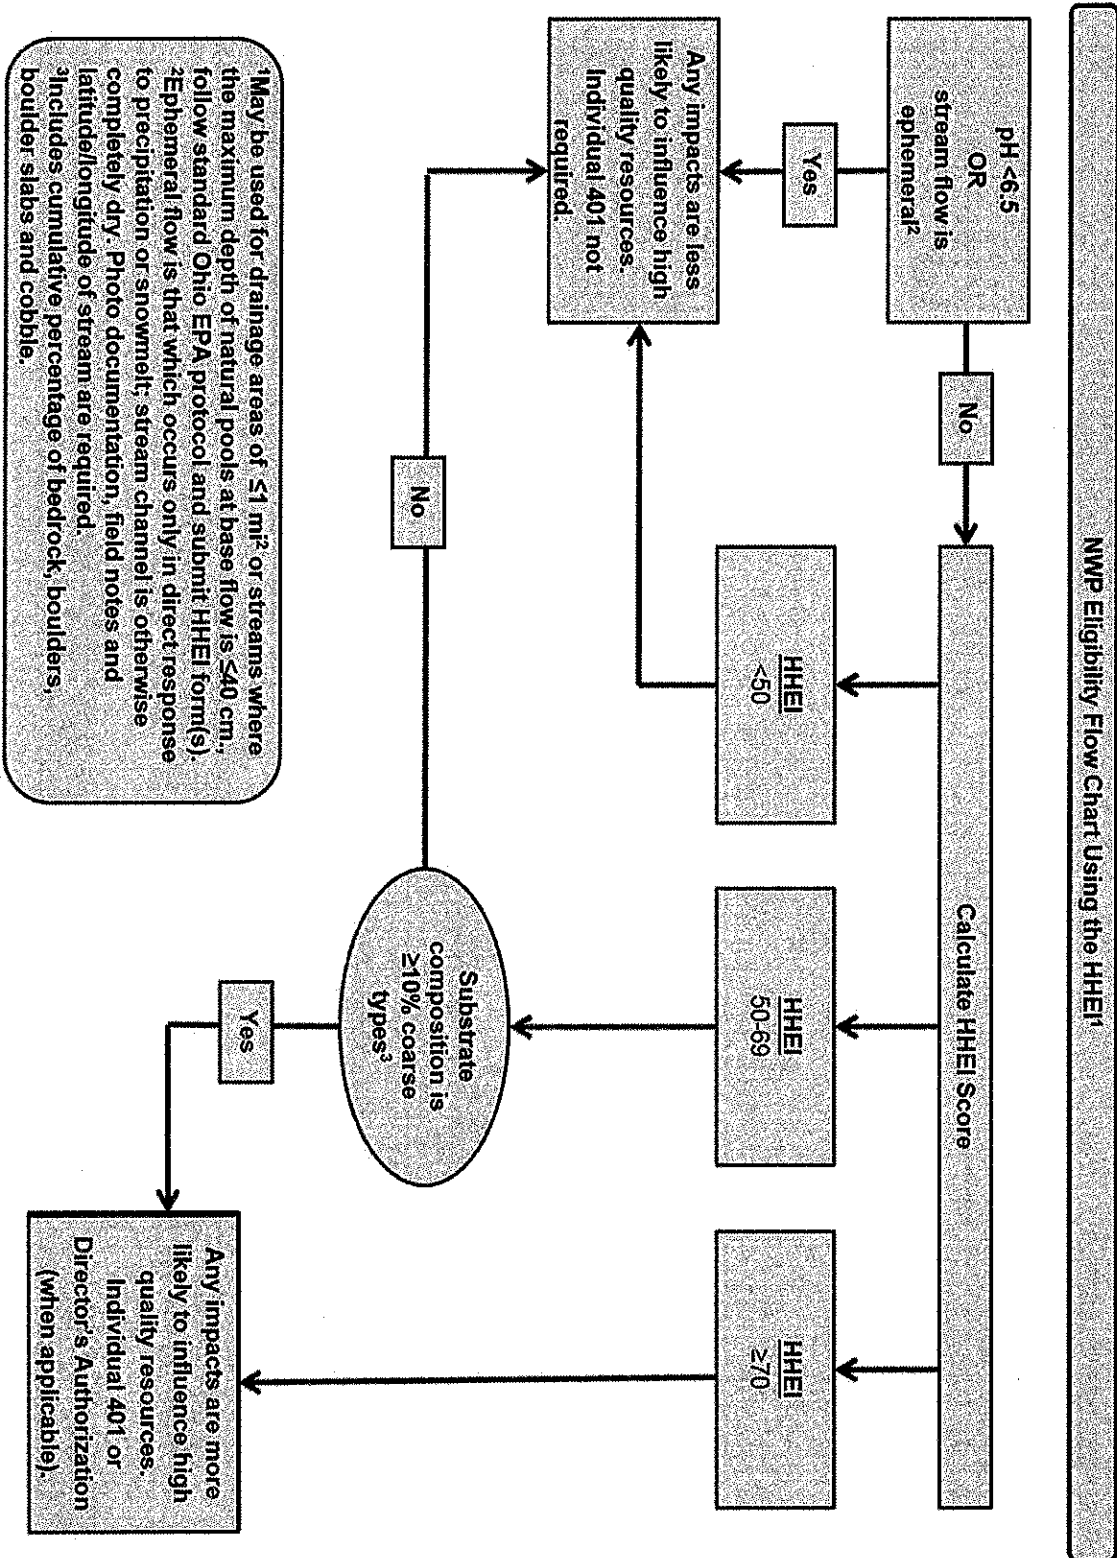 NWP Eligibility Flow Chart Using the HHEI¹
pH <6.5
OR
stream flow is
ephemeral²
No
Calculate HHEI Score
Yes
HHEI
<50
HHEI
50-69
HHEI
≥70
Any impacts are less
likely to influence high
quality resources.
Individual 401 not
required.
No
Substrate
composition is
≥10% coarse
types³
Yes
Any impacts are more
likely to influence high
quality resources.
Individual 401 or
Director's Authorization
(when applicable).
¹May be used for drainage areas of ≤1 mi² or streams where
the maximum depth of natural pools at base flow is ≤40 cm.,
follow standard Ohio EPA protocol and submit HHEI form(s).
²Ephemeral flow is that which occurs only in direct response
to precipitation or snowmelt; stream channel is otherwise
completely dry. Photo documentation, field notes and
latitude/longitude of stream are required.
³Includes cumulative percentage of bedrock, boulders,
boulder slabs and cobble.